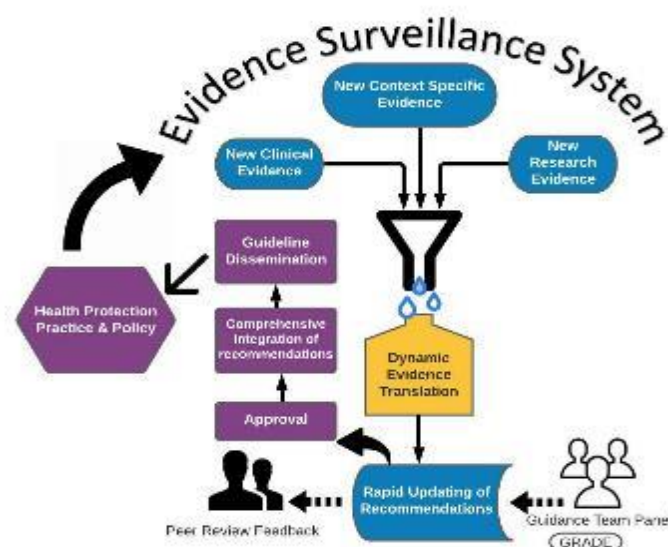 Evidence Surveillance System
New Context Specific
Evidence
New Clinical
Evidence
New
Research
Evidence
Guideline
Dissemination
Health Protection
Practice & Policy
Comprehensive
Integration of
recommendations
Dynamic
Evidence
Translation
Approval
Rapid Updating of
Recommendations
Peer Review Feedback
Guidance Team Pane
GRADE